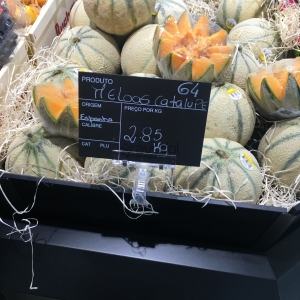 PRODUTO 64
MELOAS CATALUPE
ORIGEM
Espanha
PREÇO POR KG
CALIBRE
2.85
KG
CAT PLU